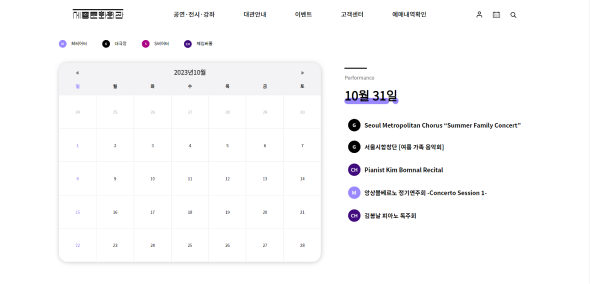 세종문화회관
공연·전시·강좌 대관안내 이벤트 고객센터 예매내역확인
M M씨어터 G 대극장 S S씨어터 CH 체임버홀
« 2023년10월 »
일 월 화 수 목 금 토
24 25 26 27 28 29 30
1 2 3 4 5 6 7
8 9 10 11 12 13 14
15 16 17 18 19 20 21
22 23 24 25 26 27 28
Performance
10월 31일
G Seoul Metropolitan Chorus “Summer Family Concert”
G 서울시합창단 [여름 가족 음악회]
CH Pianist Kim Bomnal Recital
M 앙상블베르노 정기연주회 -Concerto Session 1-
CH 김봄날 피아노 독주회